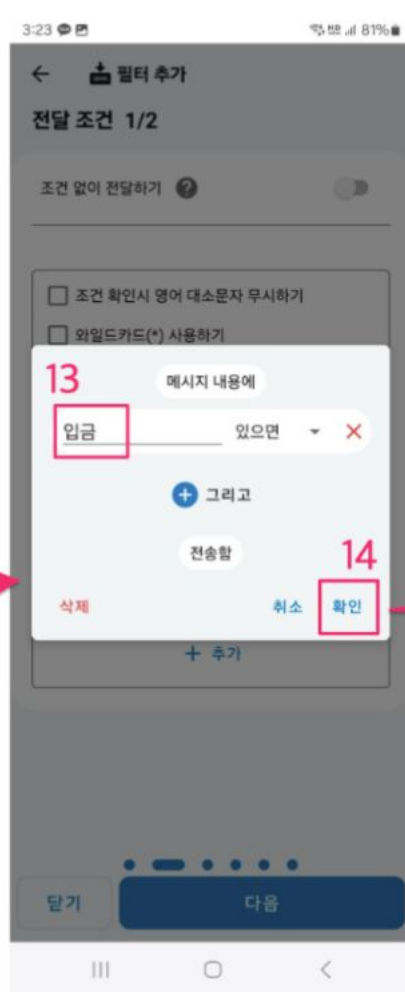 3:23 81%
필터 추가
전달 조건 1/2
조건 없이 전달하기 ?
조건 확인시 영어 대소문자 무시하기
와일드카드(*) 사용하기
13
메시지 내용에
입금 있으면
그리고
전송함
14
삭제 취소 확인
+ 추가
닫기 다음